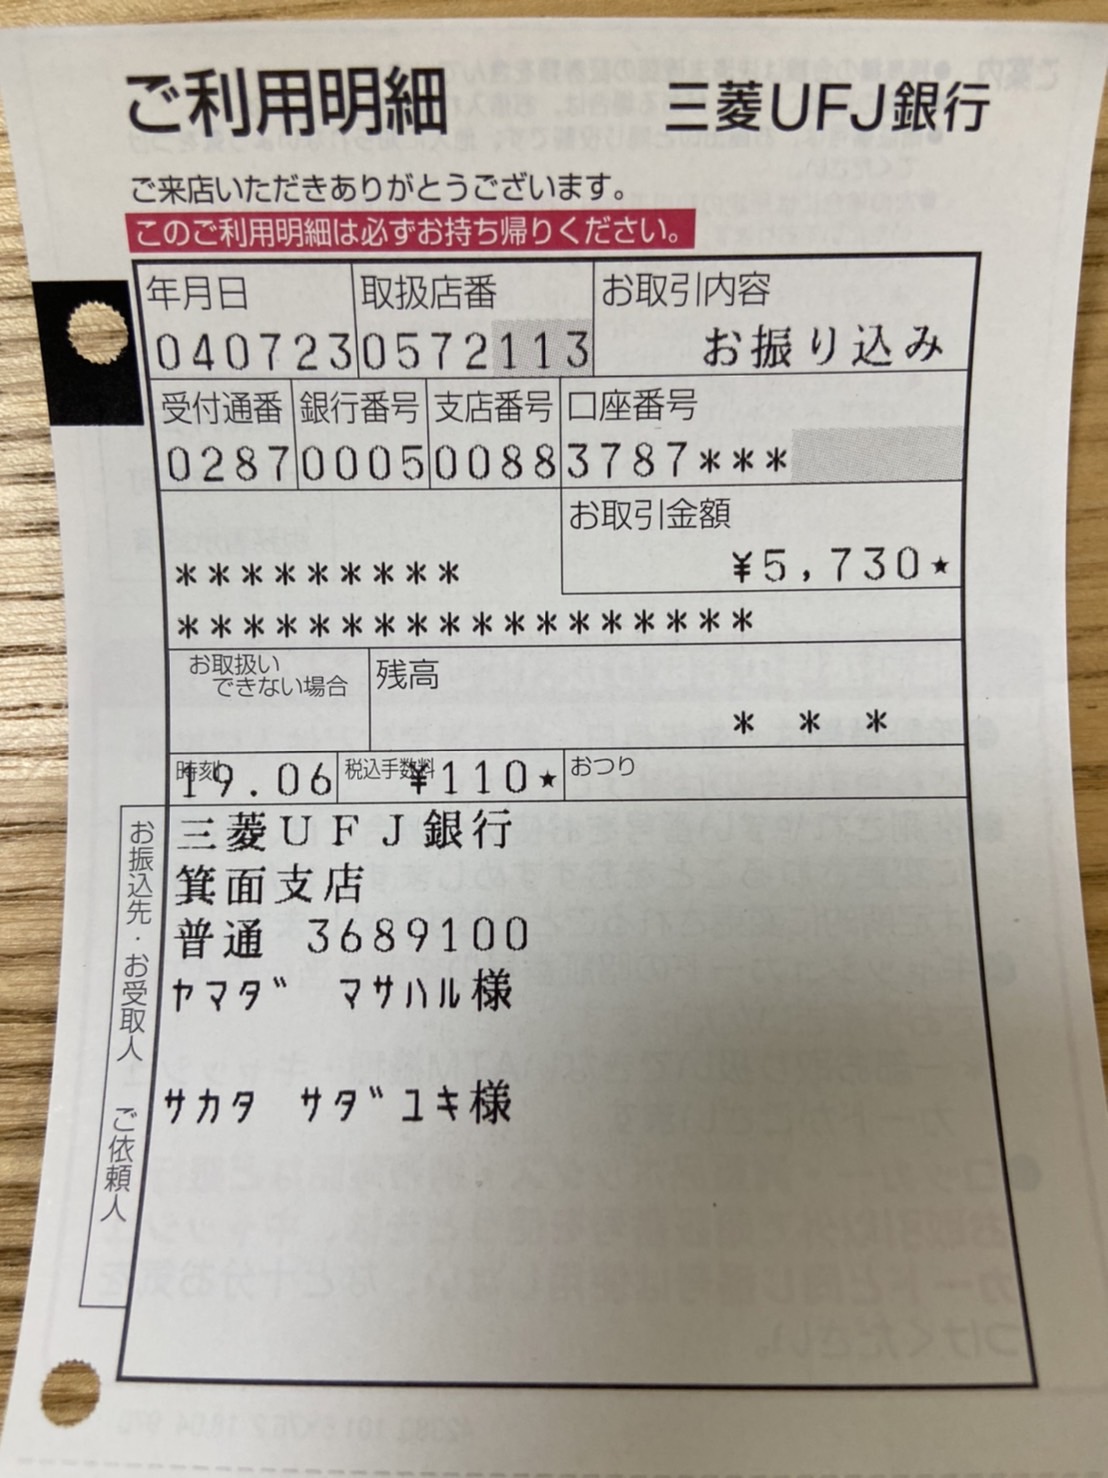 ご利用明細 三菱UFJ銀行
ご来店いただきありがとうございます。
このご利用明細は必ずお持ち帰りください。
年月日 取扱店番 お取引内容
040723 0572113 お振り込み
受付通番 銀行番号 支店番号 口座番号
0287 0005 0088 3787***
お取引金額
¥5,730★
*********
******************
お取扱い
できない場合
残高
* * *
時刻 税込手数料 おつり
19.06 ¥110★
お振込先・お受取人 ご依頼人
三菱UFJ銀行
箕面支店
普通 3689100
ヤマダ マサハル様
サカタ サダユキ様